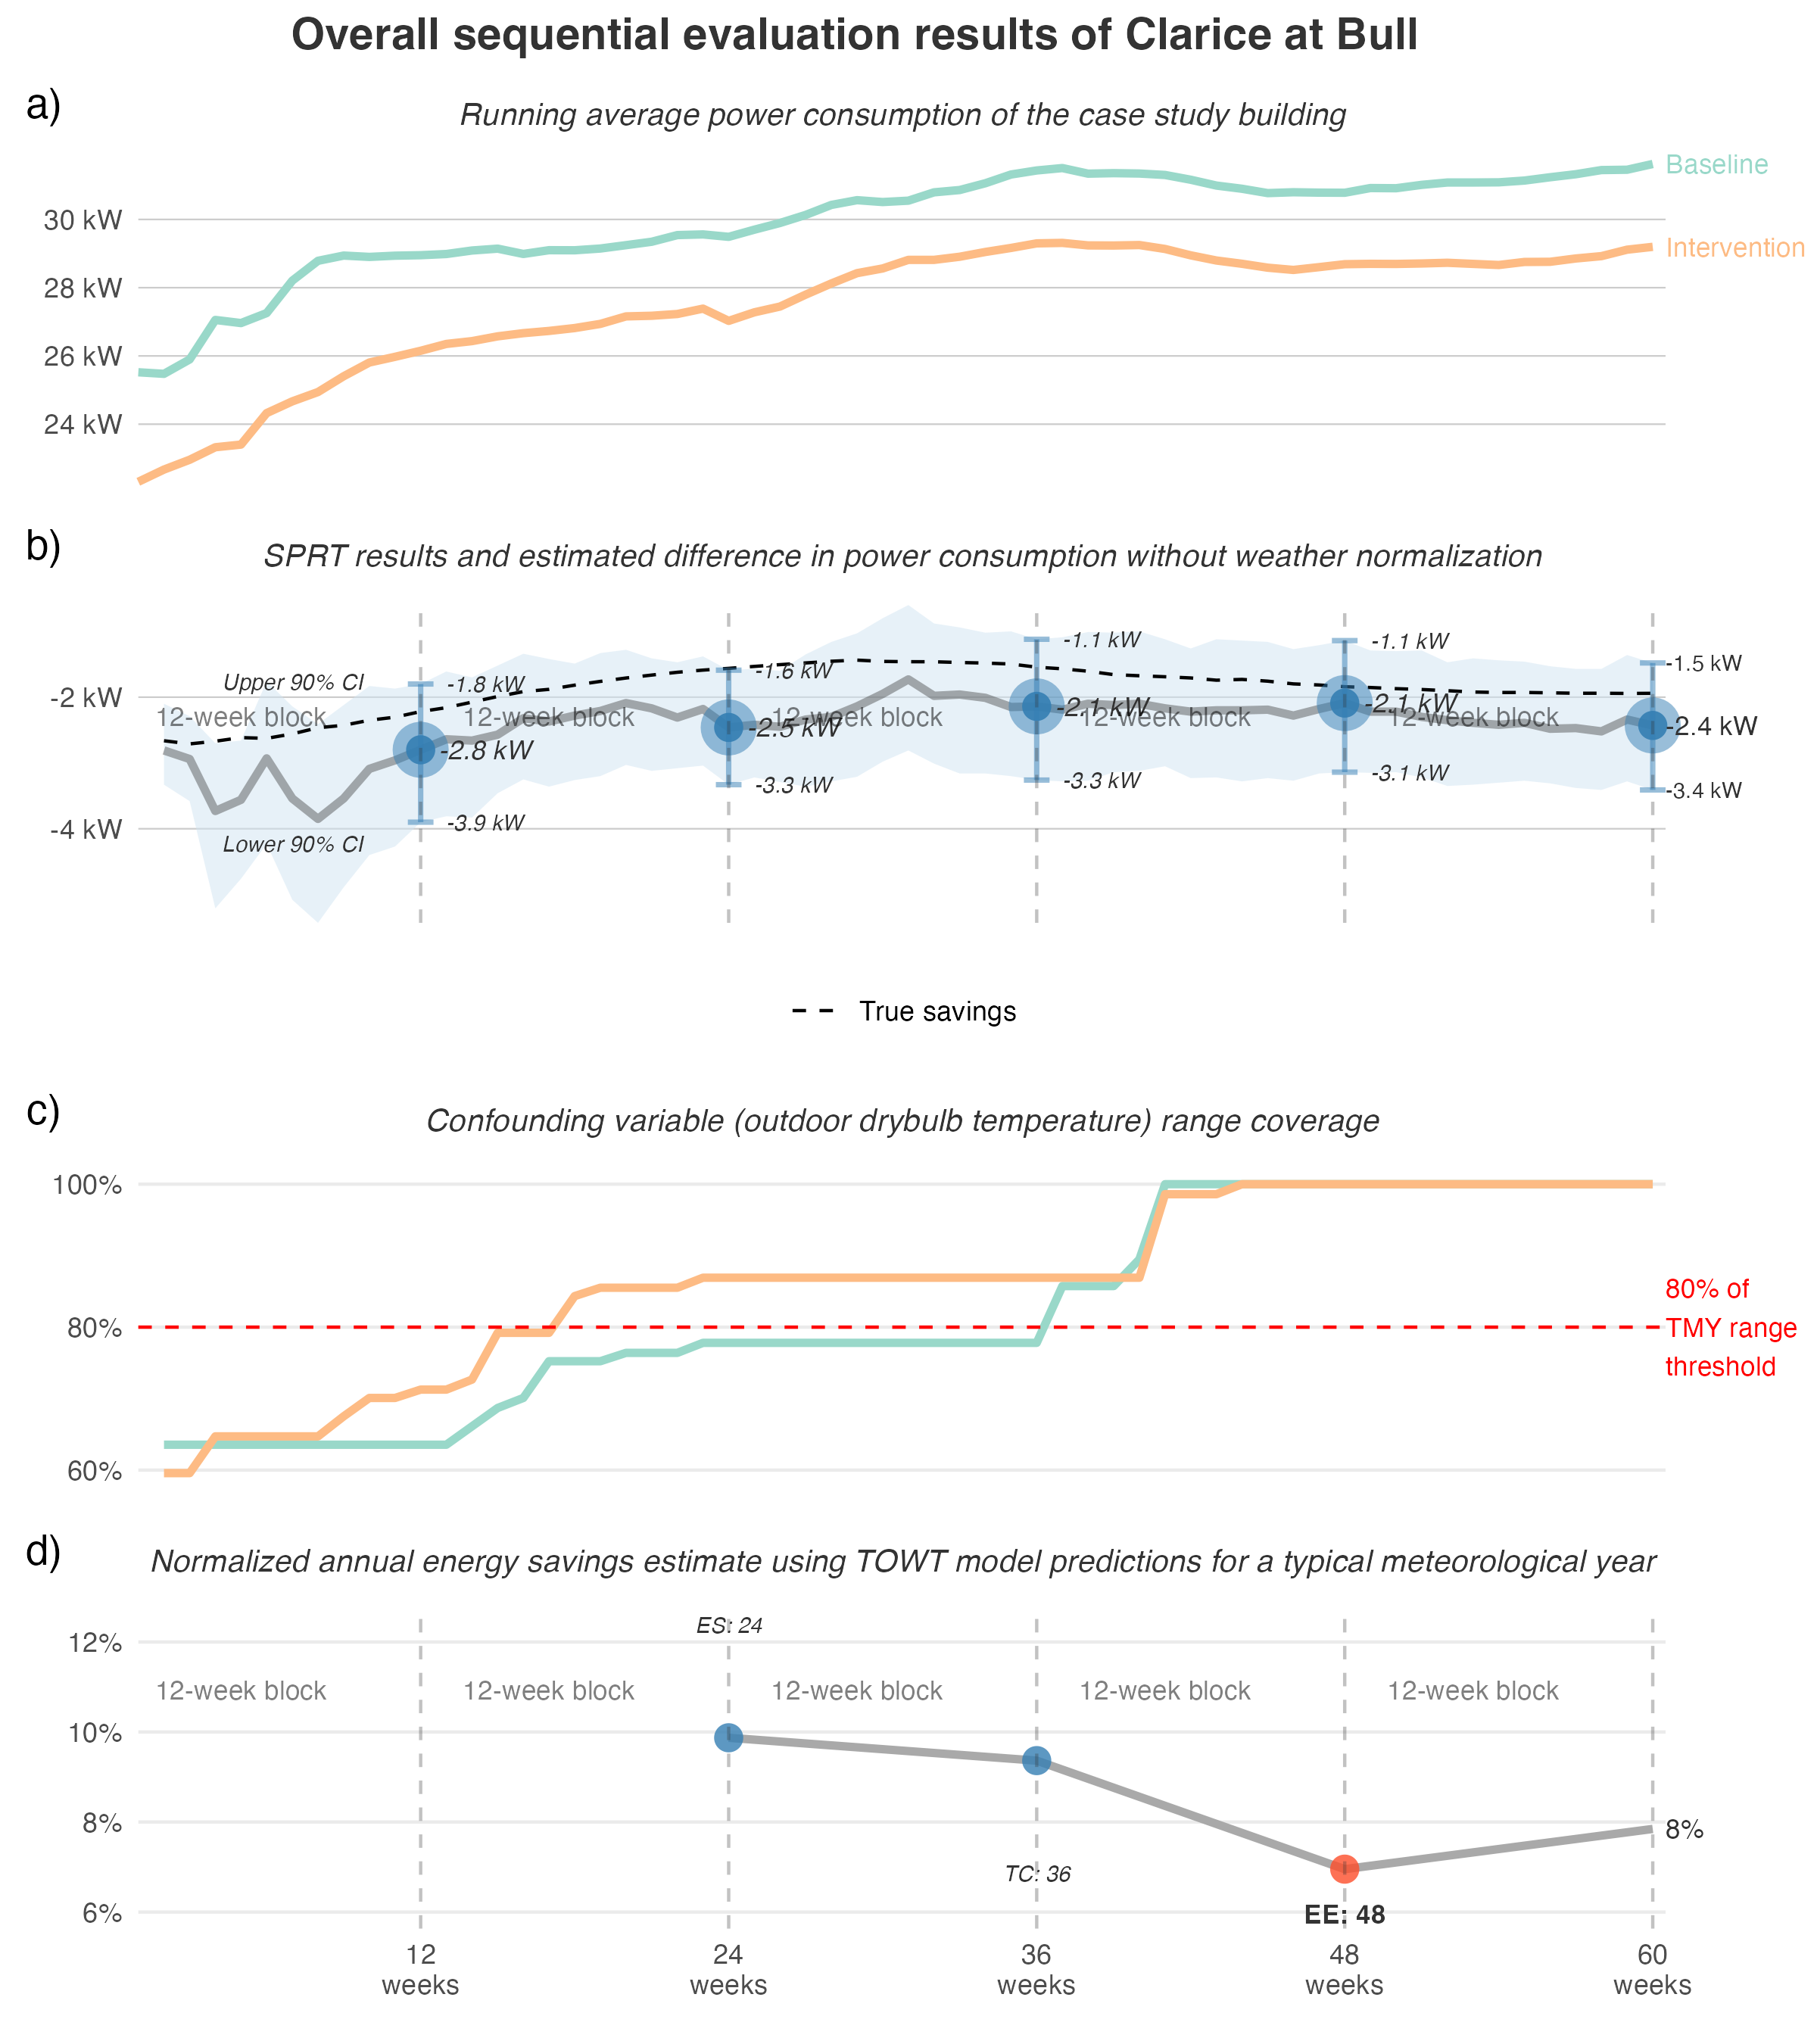 Overall sequential evaluation results of Clarice at Bull
a)
Running average power consumption of the case study building
Baseline
30 kW
Intervention
28 kW
26 kW
24 kW
b)
SPRT results and estimated difference in power consumption without weather normalization
-1.1 kW
-1.1 kW
-1.5 kW
-1.6 kW
Upper 90% CI
-1.8 kW
-2 kW
-2.1 kW
-2.1 kW
12-week block
12-week block
12-week block
12-week block
12-week block
-2.5 kW
-2.4 kW
-2.8 kW
-3.1 kW
-3.3 kW
-3.3 kW
-3.4 kW
-3.9 kW
-4 kW
Lower 90% CI
True savings
c)
Confounding variable (outdoor drybulb temperature) range coverage
100%
80% of
TMY range
threshold
80%
60%
d)
Normalized annual energy savings estimate using TOWT model predictions for a typical meteorological year
ES: 24
12%
12-week block
12-week block
12-week block
12-week block
12-week block
10%
8%
8%
TC: 36
6%
EE: 48
12
weeks
24
weeks
36
weeks
48
weeks
60
weeks